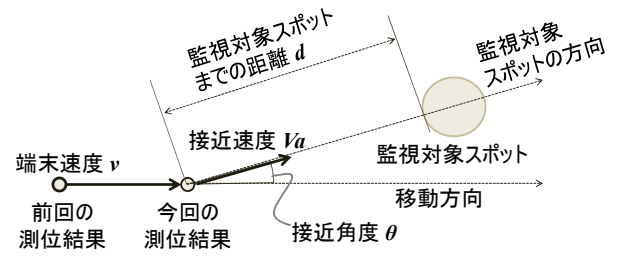 監視対象スポット
までの距離 d
監視対象
スポットの方向
接近速度 Va
端末速度 v
監視対象スポット
移動方向
前回の
測位結果
今回の
測位結果
接近角度 θ